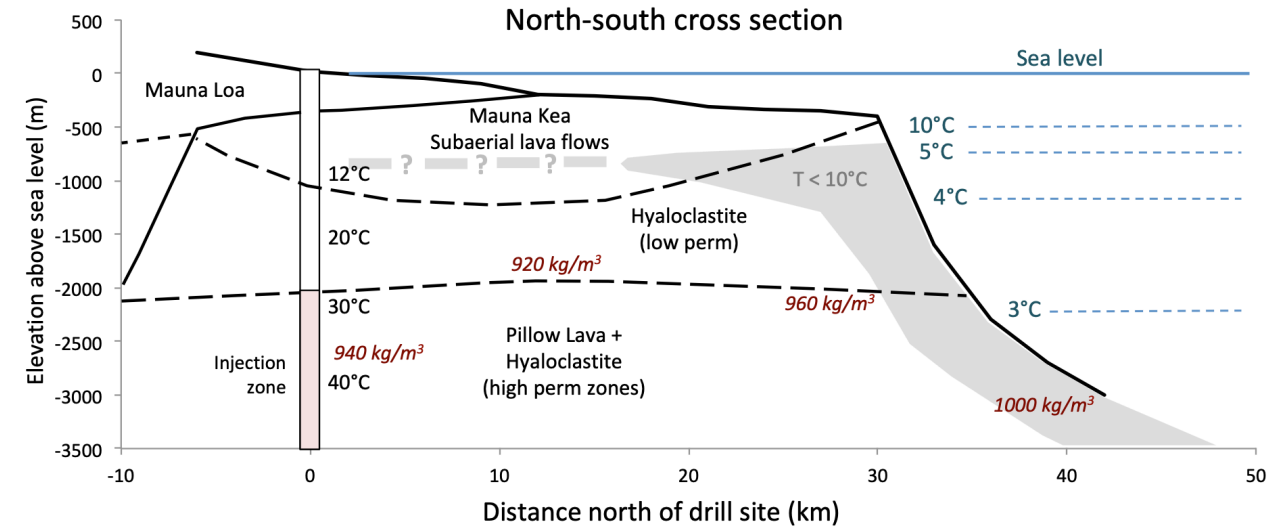 North-south cross section
500
0
-500
-1000
-1500
-2000
-2500
-3000
-3500
Elevation above sea level (m)
Sea level
Mauna Loa
Mauna Kea
Subaerial lava flows
10°C
5°C
4°C
3°C
? ? ?
T < 10°C
12°C
20°C
30°C
40°C
Hyaloclastite
(low perm)
920 kg/m³
960 kg/m³
940 kg/m³
1000 kg/m³
Injection
zone
Pillow Lava +
Hyaloclastite
(high perm zones)
-10 0 10 20 30 40 50
Distance north of drill site (km)